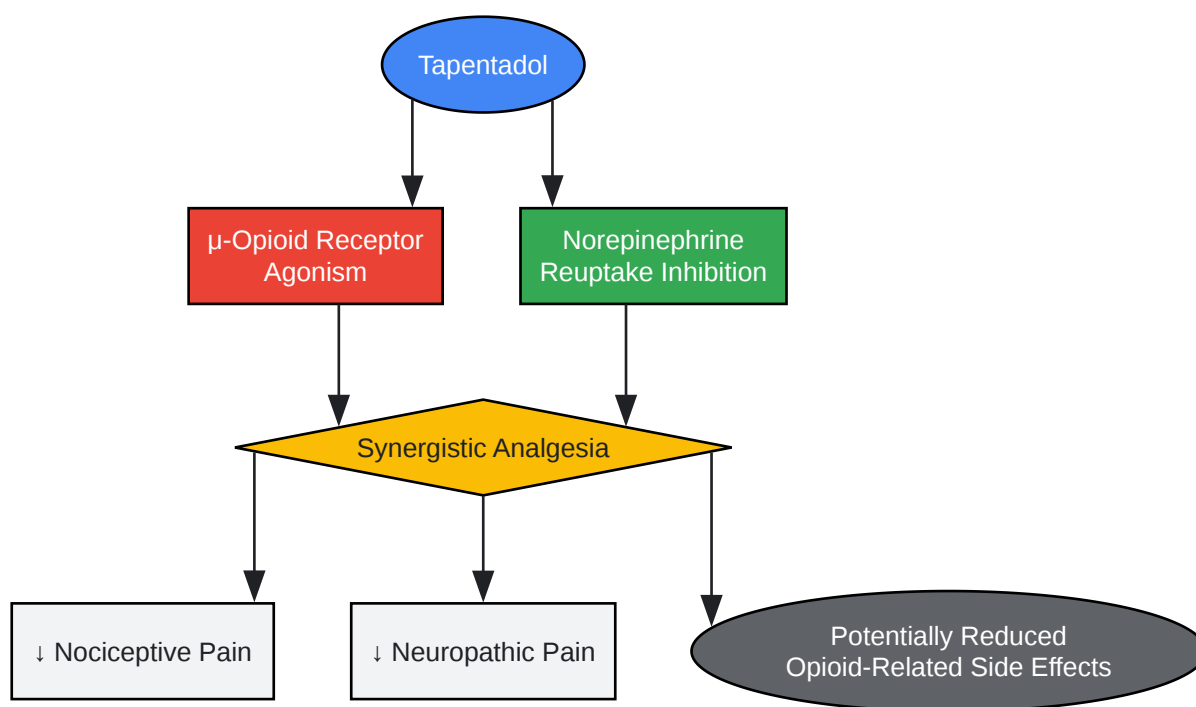 Tapentadol
μ-Opioid Receptor
Agonism
Norepinephrine
Reuptake Inhibition
Synergistic Analgesia
↓ Nociceptive Pain
↓ Neuropathic Pain
Potentially Reduced
Opioid-Related Side Effects